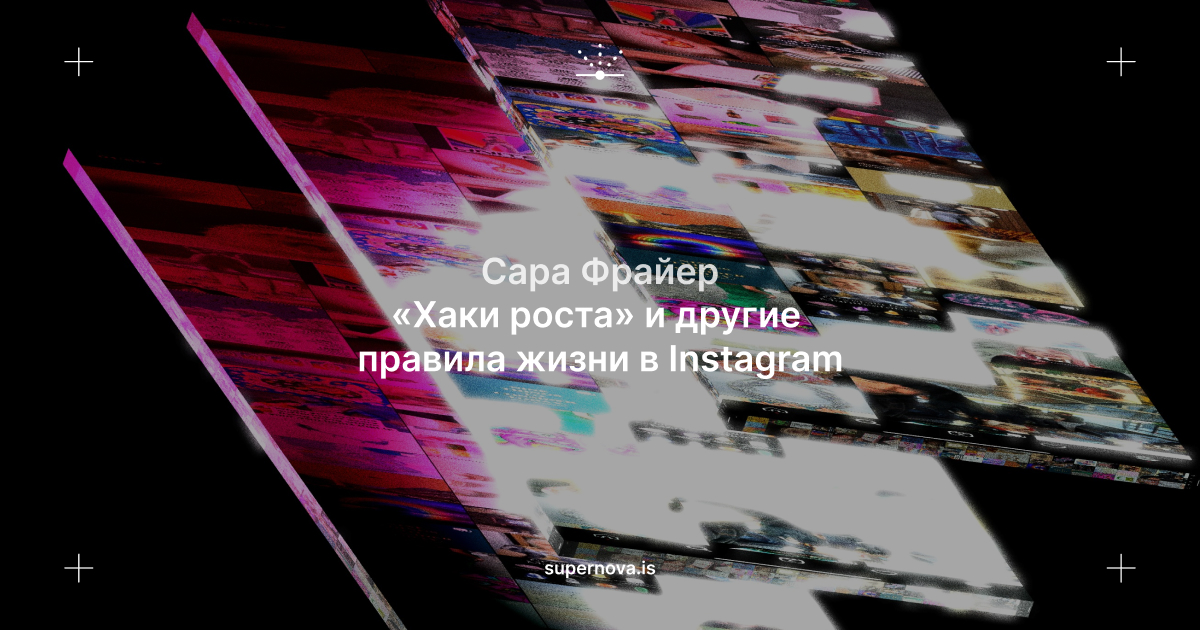 Сара Фрайер
«Хаки роста» и другие
правила жизни в Instagram
supernova.is